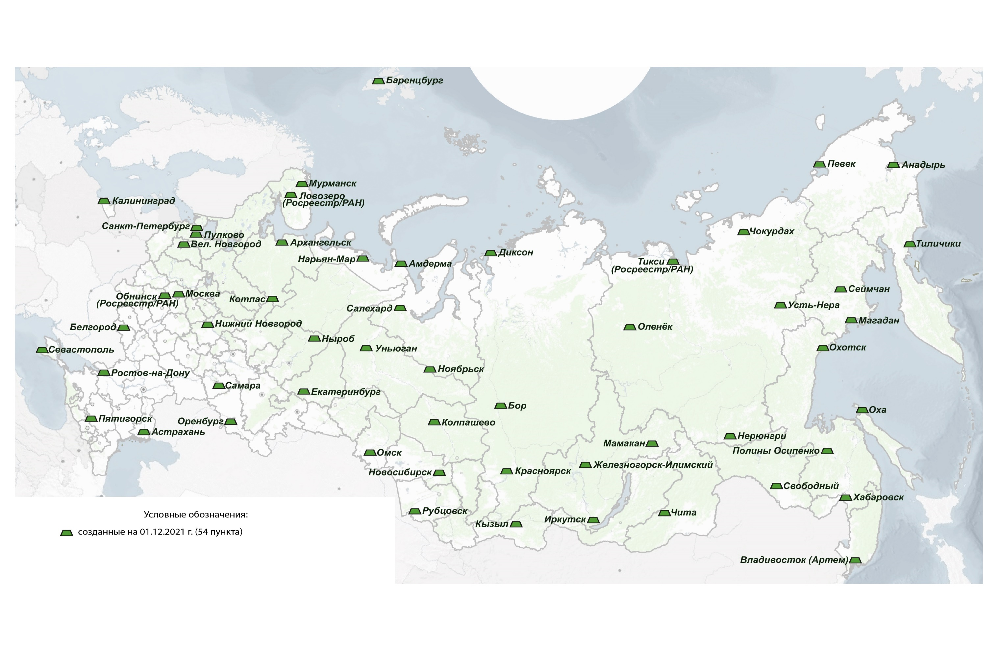 Баренцбург
Певек
Анадырь
Мурманск
Ловозеро
(Росреестр/РАН)
Калининград
Санкт-Петербург
Пулково
Вел. Новгород
Архангельск
Чокурдах
Тиличики
Диксон
Нарьян-Мар
Амдерма
Тикси
(Росреестр/РАН)
Сеймчан
Обнинск
(Росреестр/РАН)
Москва
Котлас
Усть-Нера
Салехард
Магадан
Белгород
Нижний Новгород
Оленёк
Ныроб
Севастополь
Уньюган
Охотск
Ростов-на-Дону
Ноябрьск
Самара
Екатеринбург
Бор
Оха
Пятигорск
Оренбург
Колпашево
Астрахань
Нерюнгри
Мамакан
Полины Осипенко
Омск
Железногорск-Илимский
Новосибирск
Красноярск
Свободный
Хабаровск
Рубцовск
Чита
Иркутск
Кызыл
Владивосток (Артем)
Условные обозначения:
созданные на 01.12.2021 г. (54 пункта)